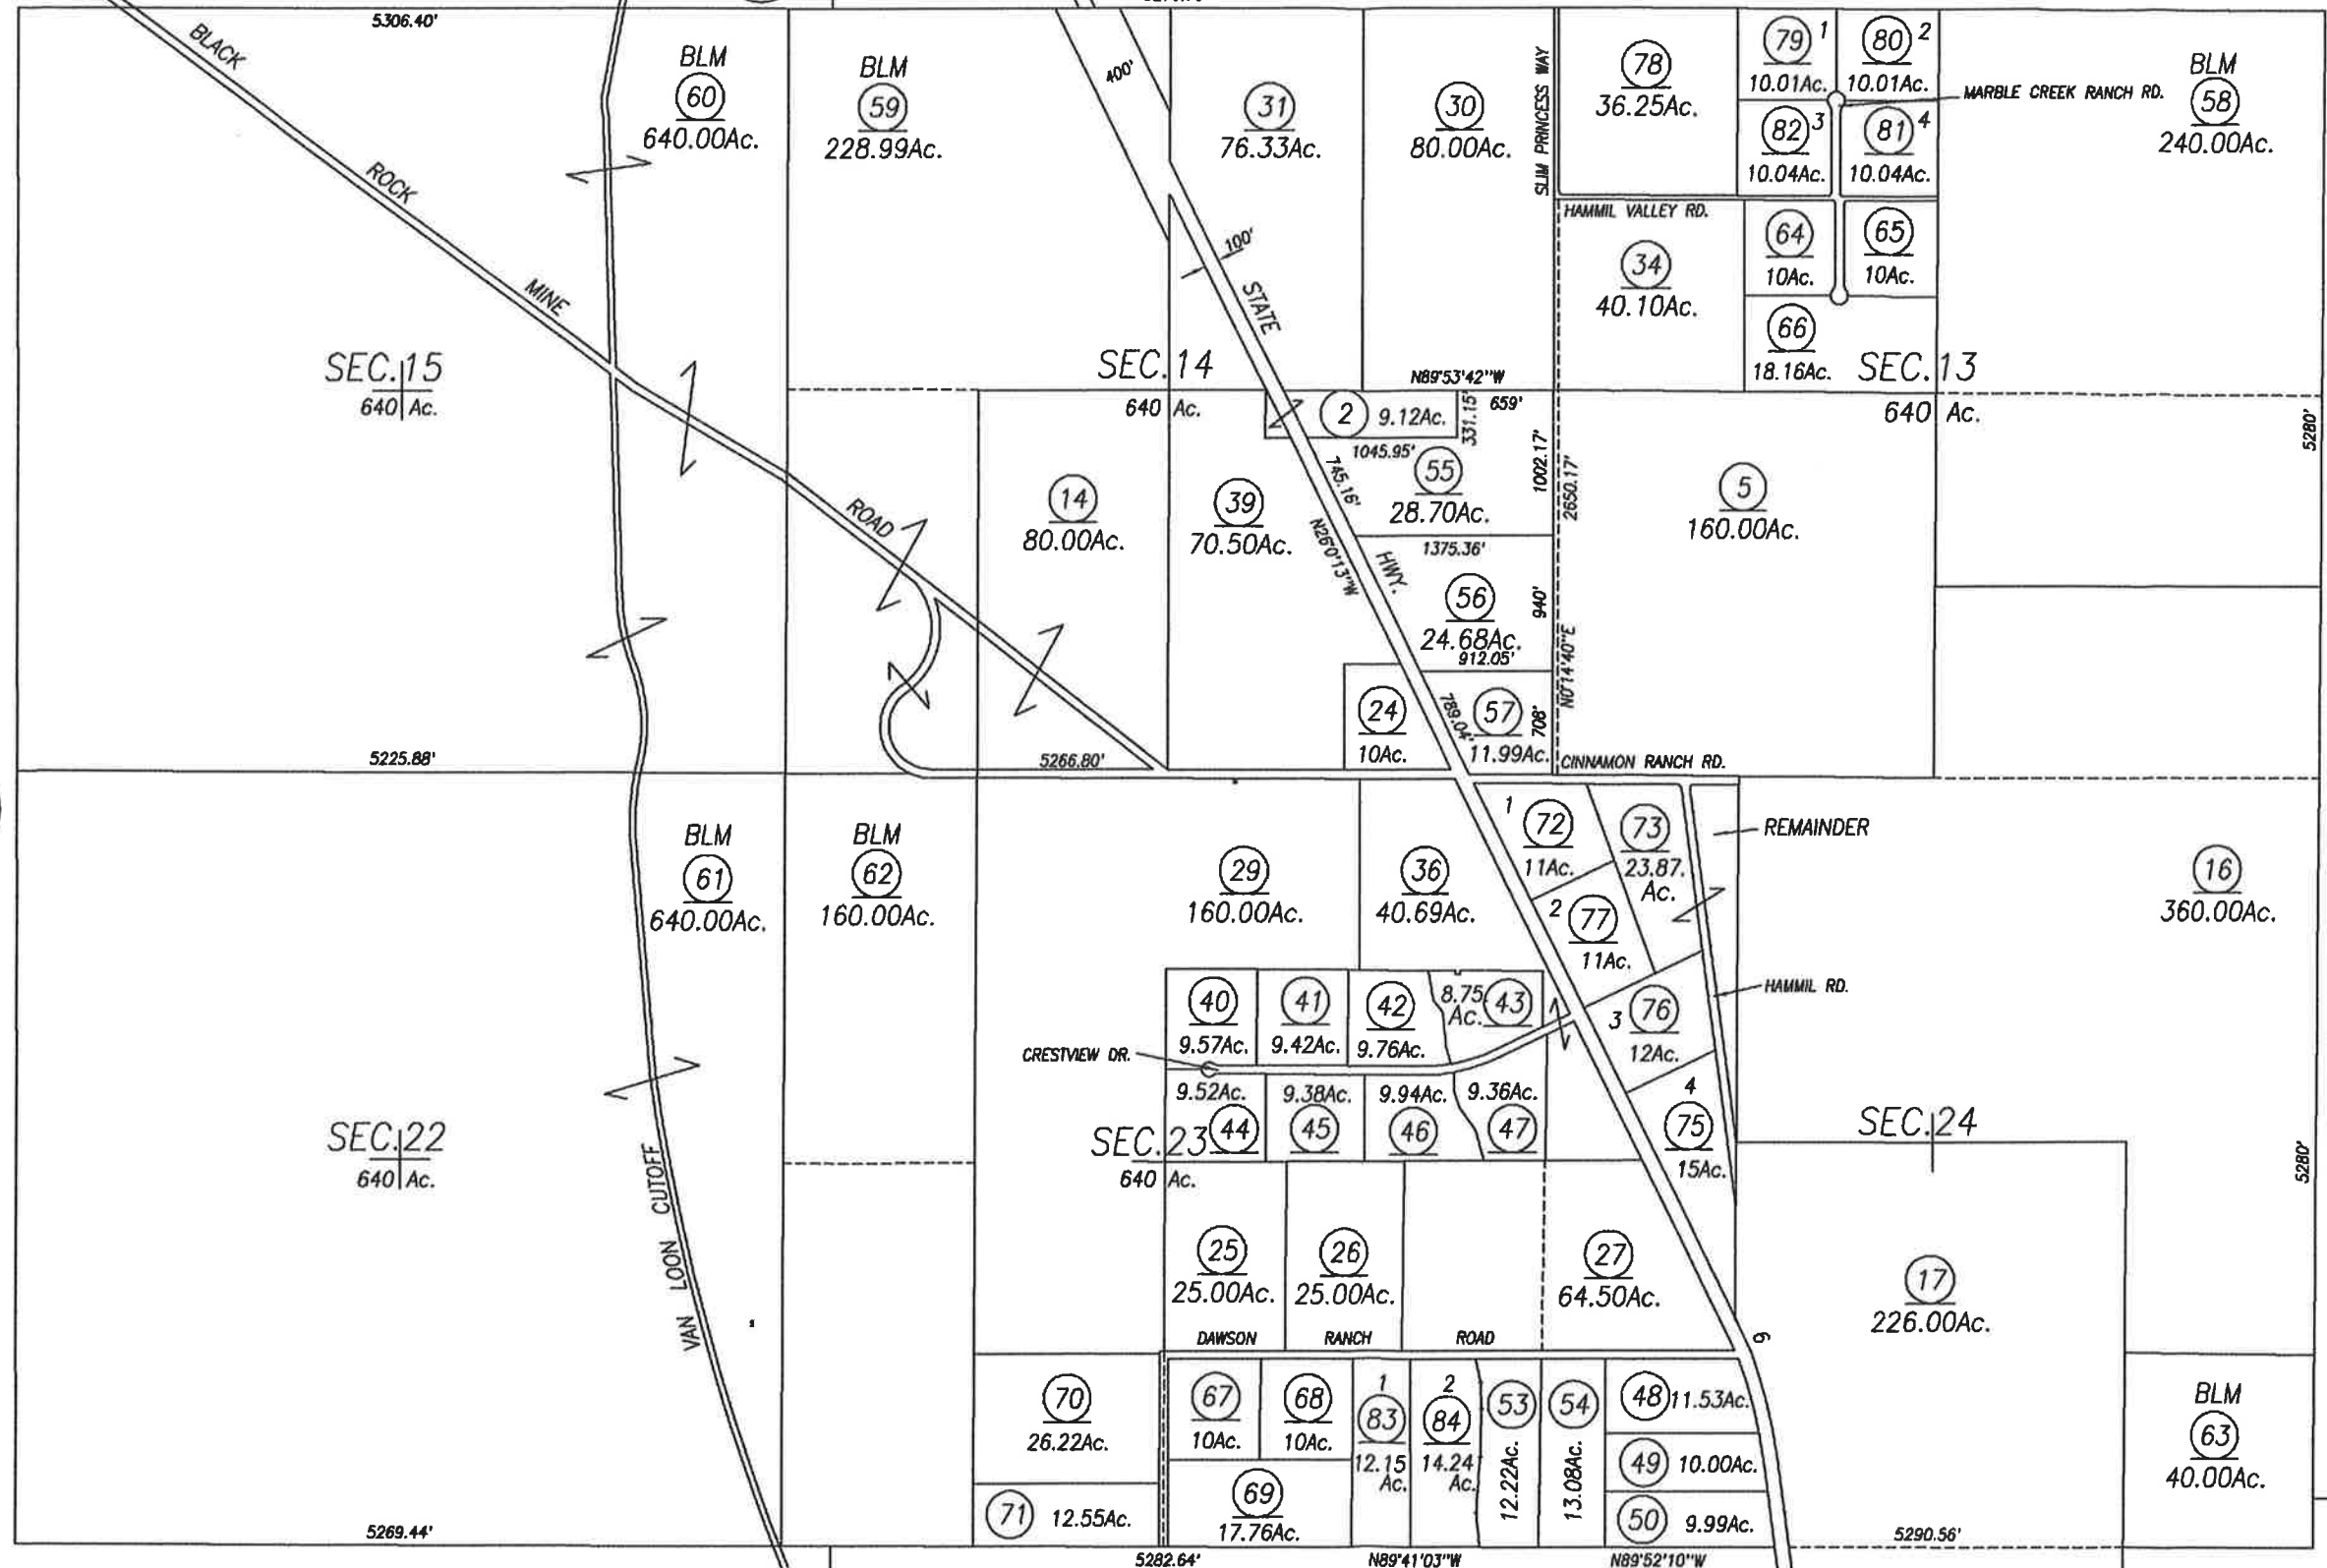 5306.40'
BLACK
ROCK
MINE
ROAD
BLM
60
640.00Ac.
BLM
59
228.99Ac.
400'
31
76.33Ac.
30
80.00Ac.
SLIM PRINCESS WAY
78
36.25Ac.
79 1
10.01Ac.
80 2
10.01Ac.
MARBLE CREEK RANCH RD.
82 3
10.04Ac.
81 4
10.04Ac.
BLM
58
240.00Ac.
HAMMIL VALLEY RD.
100'
STATE
HWY.
34
40.10Ac.
64
10Ac.
65
10Ac.
66
18.16Ac.
SEC. 15
640 Ac.
SEC. 14
640 Ac.
SEC. 13
640 Ac.
N89°53'42"W
2 9.12Ac.
331.15'
659'
1045.95'
745.16'
1002.17'
2650.17'
5280'
14
80.00Ac.
39
70.50Ac.
55
28.70Ac.
5
160.00Ac.
N26°0'13"W
1375.36'
56
24.68Ac.
940'
912.05'
N0°14'40"E
24
10Ac.
789.04'
57
708'
11.99Ac.
CINNAMON RANCH RD.
5225.88'
5266.80'
BLM
61
640.00Ac.
BLM
62
160.00Ac.
29
160.00Ac.
36
40.69Ac.
1
72
11Ac.
73
23.87.
Ac.
REMAINDER
16
360.00Ac.
2
77
11Ac.
HAMMIL RD.
40
9.57Ac.
41
9.42Ac.
42
9.76Ac.
8.75
Ac.
43
3 76
12Ac.
CRESTVIEW DR.
9.52Ac.
44
9.38Ac.
45
9.94Ac.
46
9.36Ac.
47
4
75
15Ac.
SEC. 22
640 Ac.
SEC. 23
640 Ac.
SEC. 24
VAN LOON CUTOFF
25
25.00Ac.
26
25.00Ac.
27
64.50Ac.
17
226.00Ac.
5280'
DAWSON RANCH ROAD
6
70
26.22Ac.
67
10Ac.
68
10Ac.
1
83
12.15
Ac.
2
84
14.24
Ac.
53
12.22Ac.
54
13.08Ac.
48 11.53Ac.
49 10.00Ac.
50 9.99Ac.
BLM
63
40.00Ac.
71 12.55Ac.
69
17.76Ac.
5269.44'
5282.64'
N89°41'03"W
N89°52'10"W
5290.56'